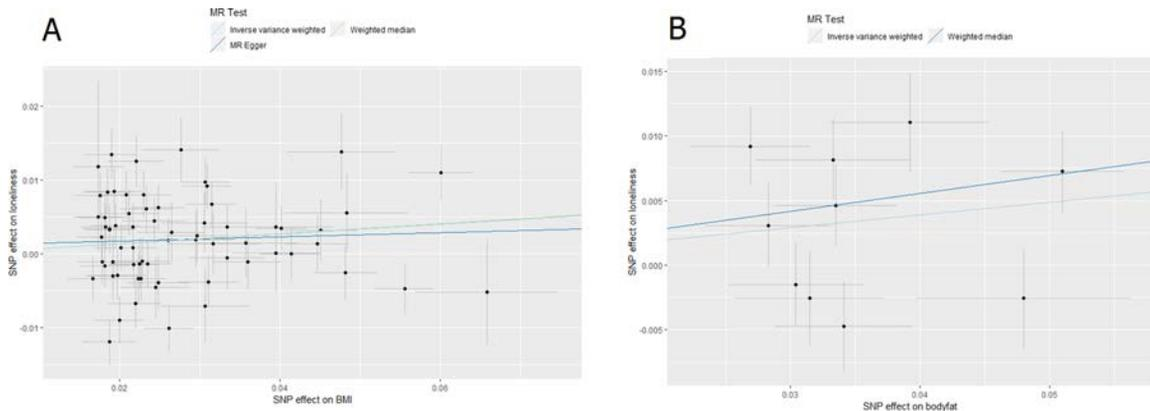 A
MR Test
Inverse variance weighted
Weighted median
MR Egger
SNP effect on loneliness
0.02
0.01
0.00
-0.01
0.02
0.04
0.06
SNP effect on BMI
B
MR Test
Inverse variance weighted
Weighted median
SNP effect on loneliness
0.015
0.010
0.005
0.000
-0.005
0.03
0.04
0.05
SNP effect on bodyfat